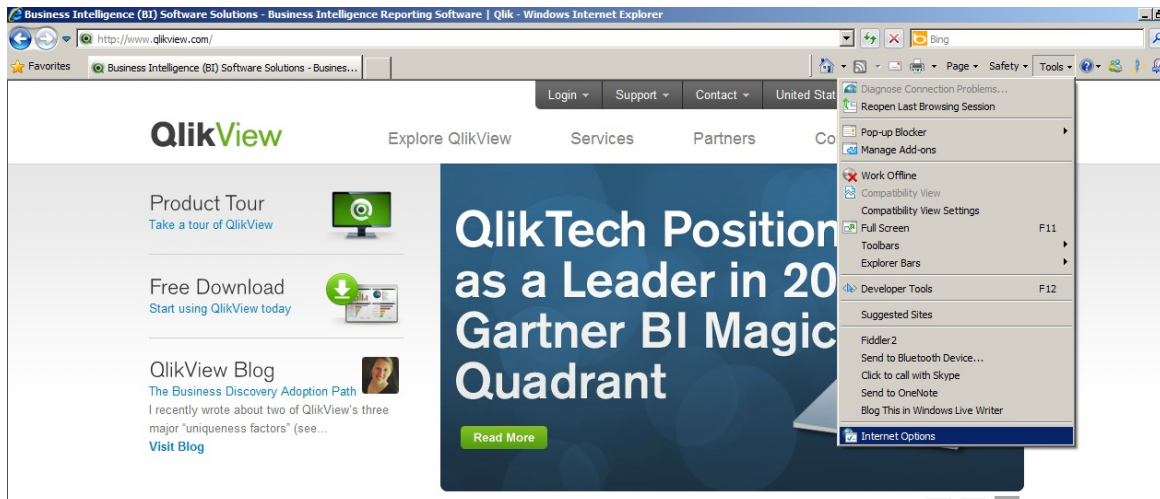 Business Intelligence (BI) Software Solutions - Business Intelligence Reporting Software | Qlik - Windows Internet Explorer
http://www.qlikview.com/
Bing
Favorites
Business Intelligence (BI) Software Solutions - Busines...
Page
Safety
Tools
Login
Support
Contact
United Stat
QlikView
Explore QlikView
Services
Partners
Co
Diagnose Connection Problems...
Reopen Last Browsing Session
Pop-up Blocker
Manage Add-ons
Work Offline
Compatibility View
Compatibility View Settings
Full Screen F11
Toolbars
Explorer Bars
Developer Tools F12
Suggested Sites
Fiddler2
Send to Bluetooth Device...
Click to call with Skype
Send to OneNote
Blog This in Windows Live Writer
Internet Options
Product Tour
Take a tour of QlikView
Free Download
Start using QlikView today
QlikView Blog
The Business Discovery Adoption Path
I recently wrote about two of QlikView's three
major "uniqueness factors" (see...
Visit Blog
QlikTech Position
as a Leader in 20
Gartner BI Magic
Quadrant
Read More